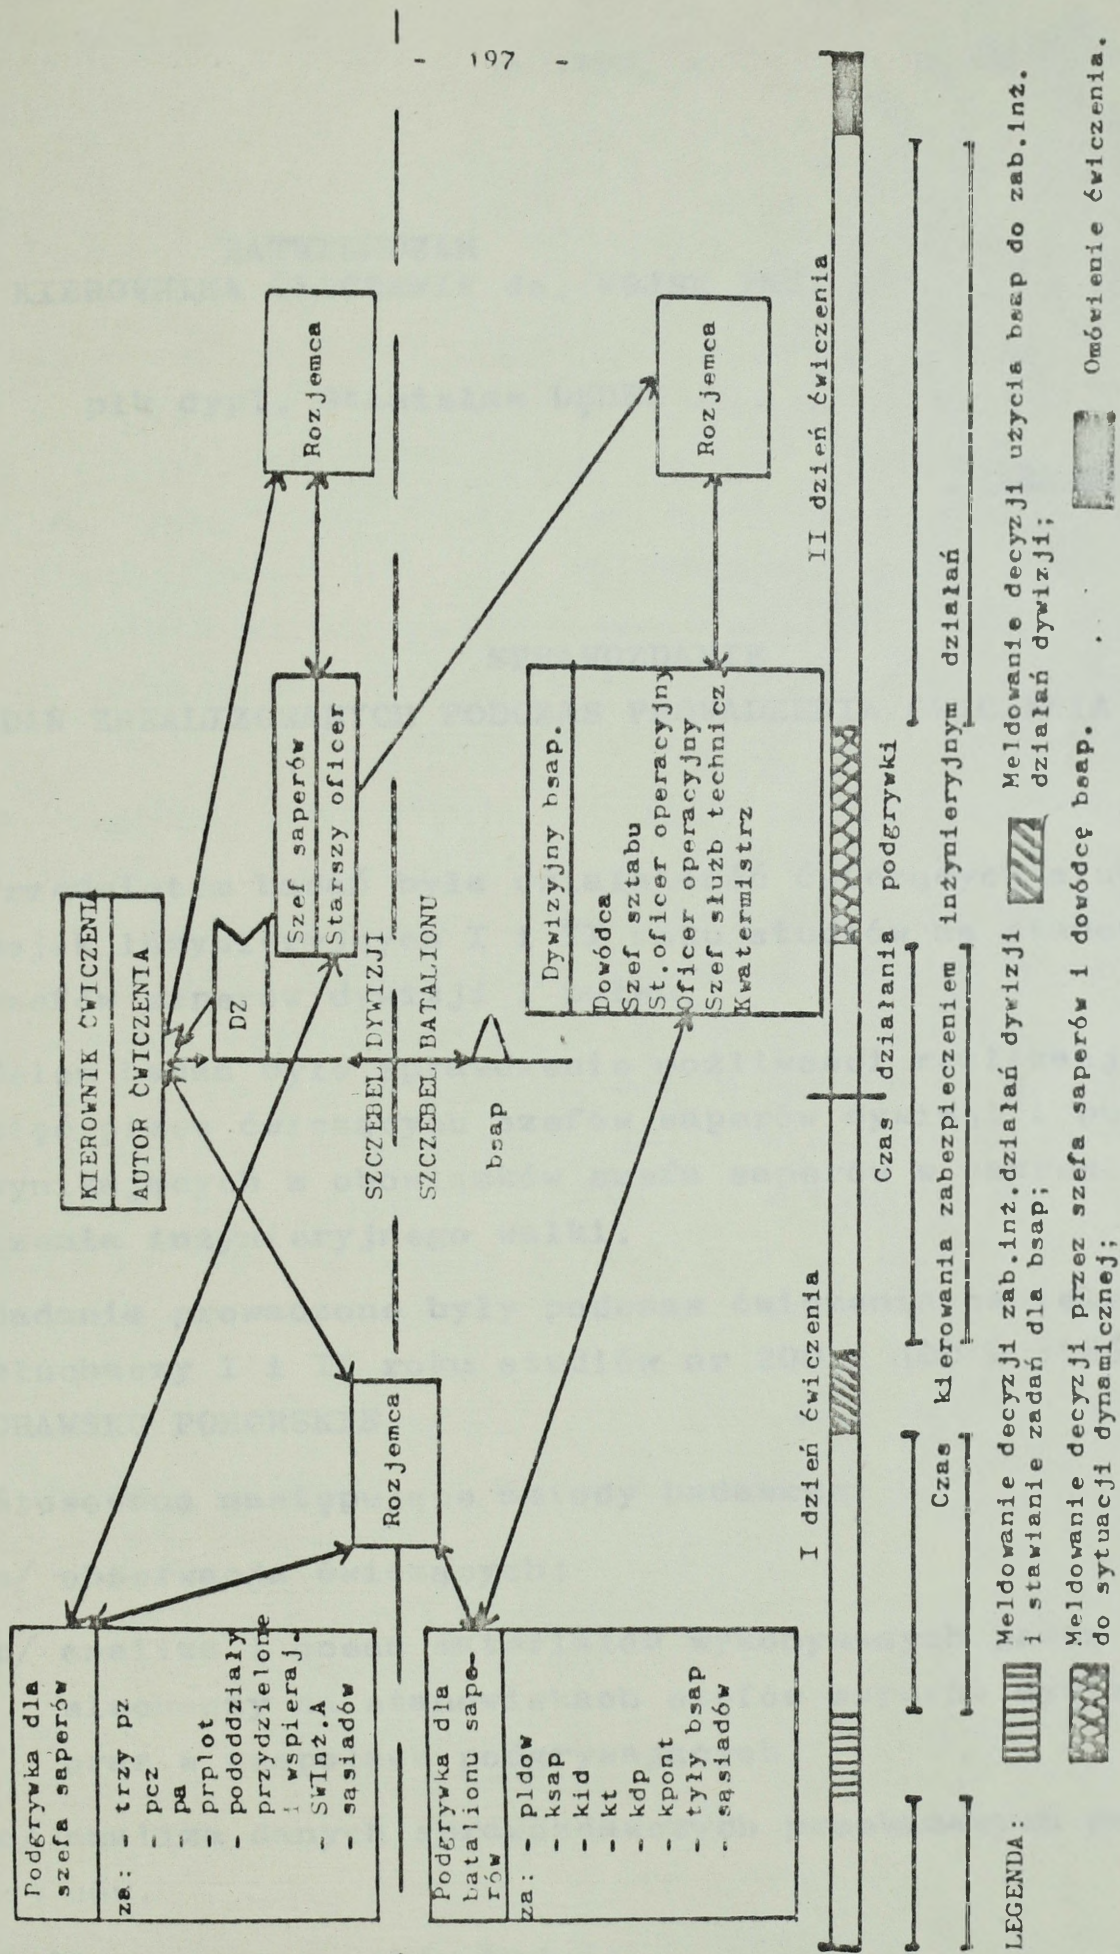 - 197 -
KIEROWNIK ĆWICZENIA
AUTOR ĆWICZENIA
DZ
Szef saperów
Starszy oficer
Rozjemca
SZCZEBEL DYWIZJI
SZCZEBEL BATALIONU
bsap
Podgrywka dla
szefa saperów
za: - trzy pz
- pcz
- pa
- prplot
- pododdziały
przydzielone
i wspieraj.
- SWInż.A
- sąsiadów
Rozjemca
Podgrywka dla
batalionu sape-
rów
za: - pldow
- ksap
- kid
- kt
- kdp
- kpont
- tyły bsap
- sąsiadów
Dywizyjny bsap.
Dowódca
Szef sztabu
St.oficer operacyjny
Oficer operacyjny
Szef służb technicz.
Kwatermistrz
Rozjemca
I dzień ćwiczenia
II dzień ćwiczenia
Czas działania podgrywki
Czas kierowania zabezpieczeniem inżynieryjnym działań
LEGENDA:
Meldowanie decyzji zab.inż.działań dywizji
i stawianie zadań dla bsap;
Meldowanie decyzji użycia bsap do zab.inż.
działań dywizji;
Meldowanie decyzji przez szefa saperów i dowódcę bsap.
do sytuacji dynamicznej;
Omówienie ćwiczenia.